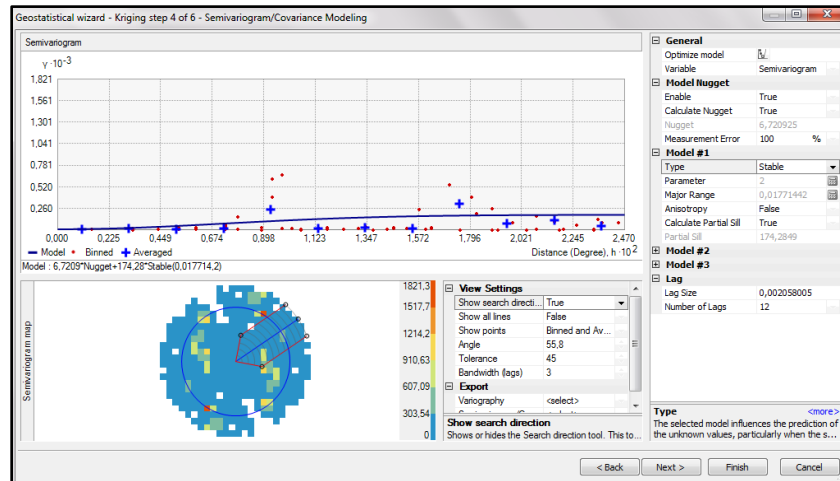 Geostatistical wizard - Kriging step 4 of 6 - Semivariogram/Covariance Modeling
Semivariogram
γ ·10⁻³
1,821
1,561
1,301
1,041
0,781
0,520
0,260
0,000 0,225 0,449 0,674 0,898 1,123 1,347 1,572 1,796 2,021 2,245 2,470
Distance (Degree), h ·10²
Model Binned Averaged
Model : 6,7209*Nugget+174,28*Stable(0,017714,2)
Semivariogram map
1821,3
1517,7
1214,2
910,63
607,09
303,54
0
View Settings
Show search directi... True
Show all lines False
Show points Binned and Av...
Angle 55,8
Tolerance 45
Bandwidth (lags) 3
Export
Variography <select>
Show search direction
Shows or hides the Search direction tool. This to...
General
Optimize model
Variable Semivariogram
Model Nugget
Enable True
Calculate Nugget True
Nugget 6,720925
Measurement Error 100 %
Model #1
Type Stable
Parameter 2
Major Range 0,01771442
Anisotropy False
Calculate Partial Sill True
Partial Sill 174,2849
Model #2
Model #3
Lag
Lag Size 0,002058005
Number of Lags 12
Type <more>
The selected model influences the prediction of
the unknown values, particularly when the s...
< Back Next > Finish Cancel